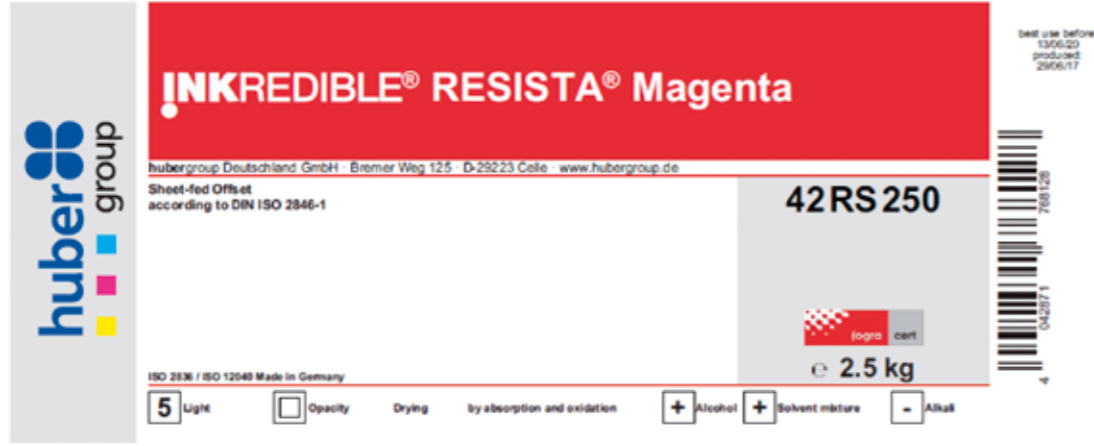 huber group
INKREDIBLE® RESISTA® Magenta
best use before
13/06/20
produced:
29/06/17
hubergroup Deutschland GmbH · Bremer Weg 125 · D-29223 Celle · www.hubergroup.de
Sheet-fed Offset
according to DIN ISO 2846-1
42RS250
fogra cert
℮ 2.5 kg
4 042871 768128
ISO 2836 / ISO 12040 Made in Germany
5 Light Opacity Drying by absorption and oxidation + Alcohol + Solvent mixture - Alkali